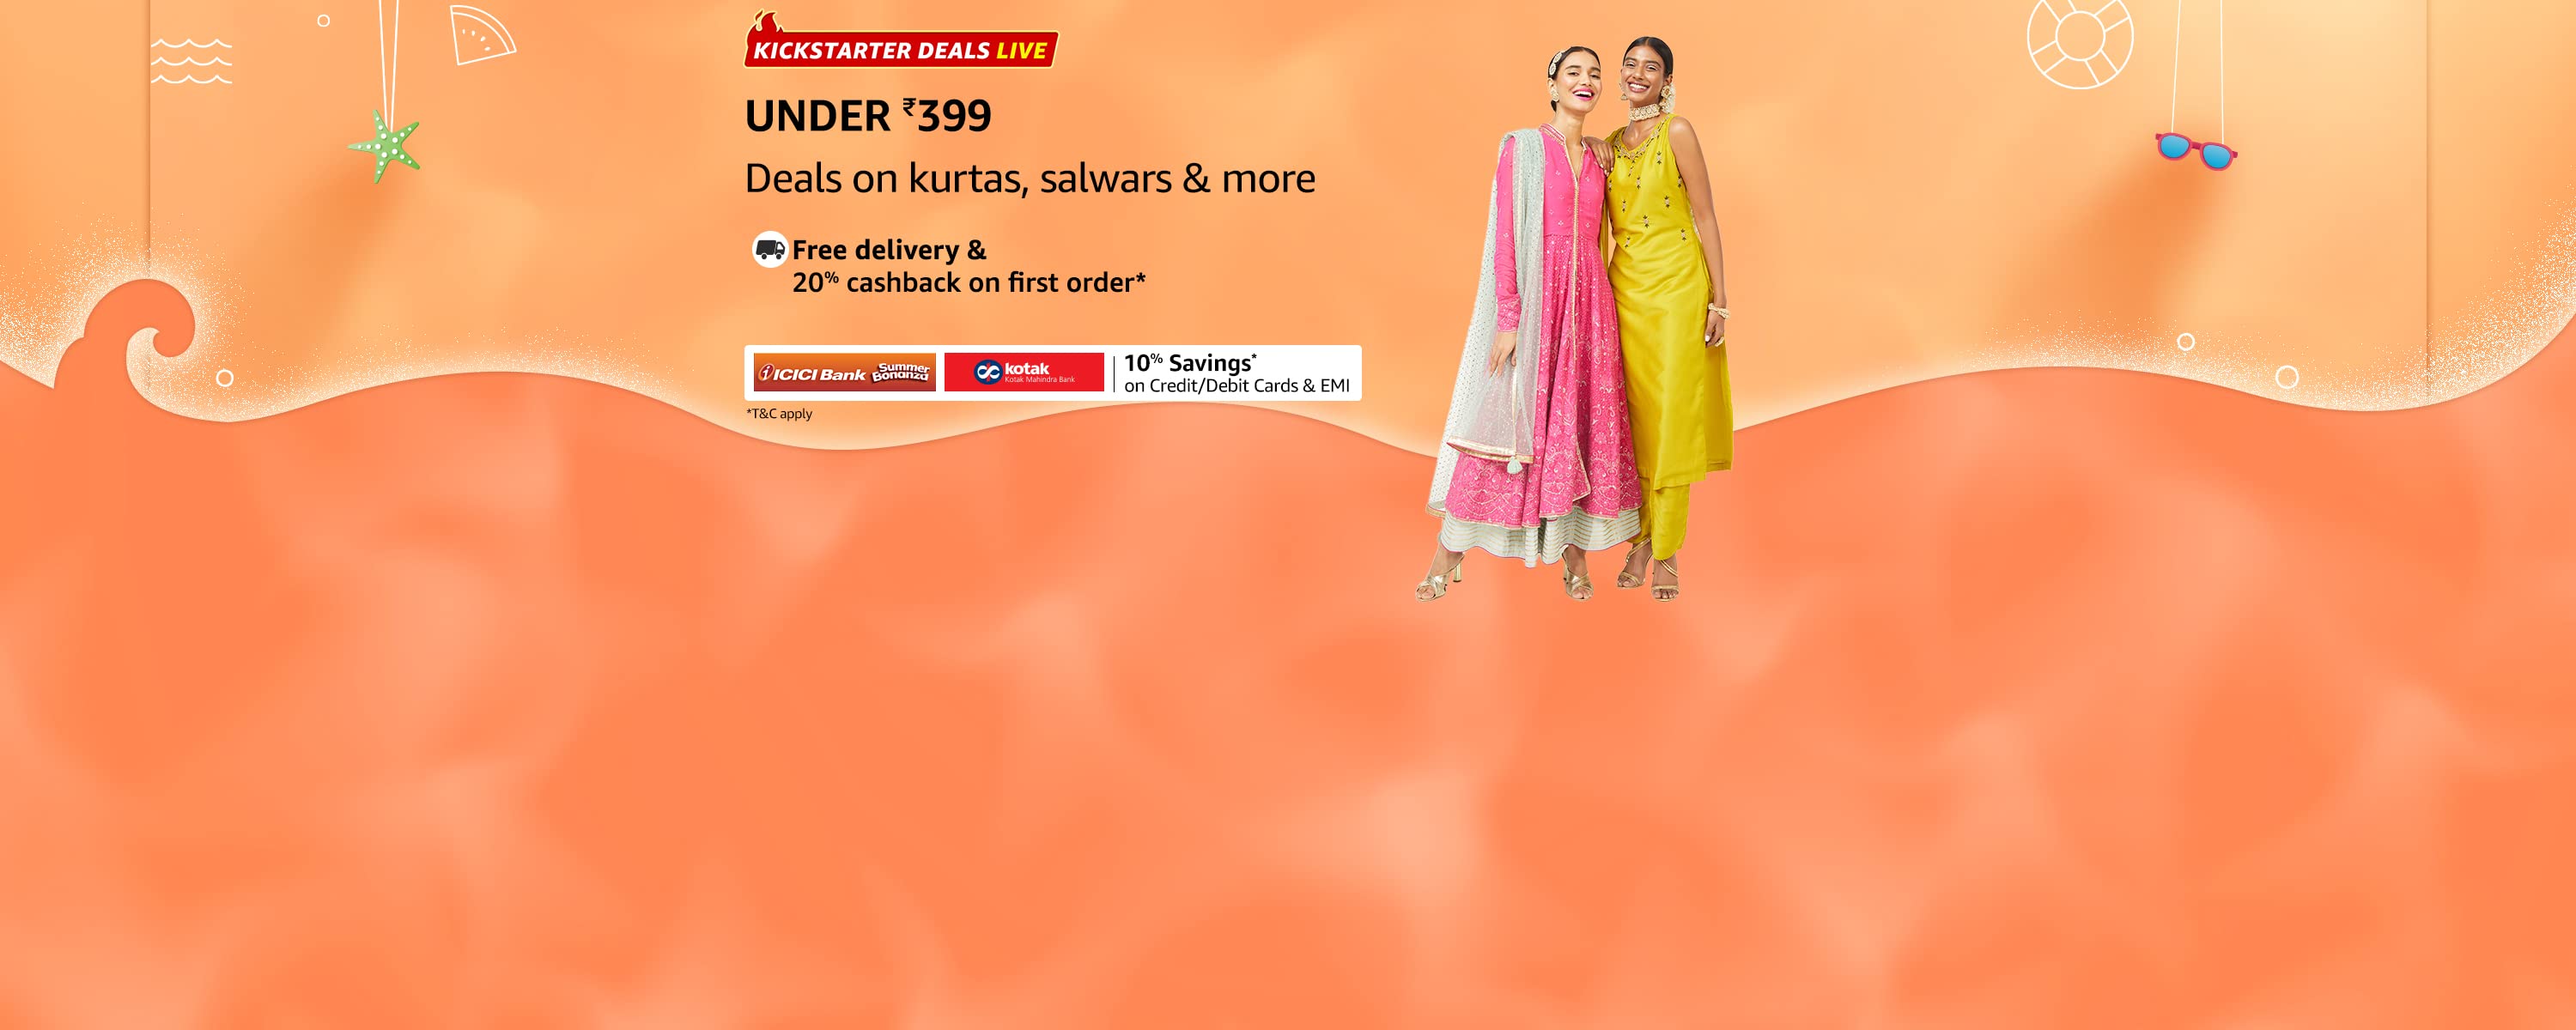 KICKSTARTER DEALS LIVE
UNDER ₹399
Deals on kurtas, salwars & more
Free delivery &
20% cashback on first order*
ICICI Bank Summer Bonanza
kotak
Kotak Mahindra Bank
10% Savings*
on Credit/Debit Cards & EMI
*T&C apply